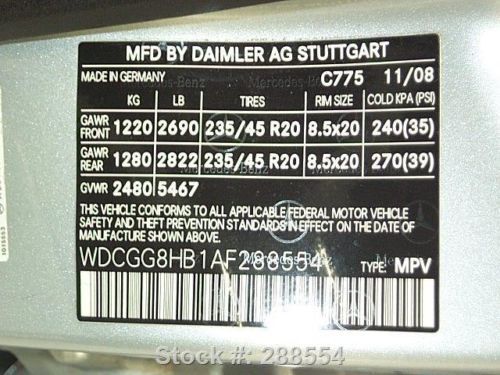 MFD BY DAIMLER AG STUTTGART
MADE IN GERMANY C775 11/08
KG LB TIRES RIM SIZE COLD KPA (PSI)
GAWR FRONT 1220 2690 235/45 R20 8.5x20 240(35)
GAWR REAR 1280 2822 235/45 R20 8.5x20 270(39)
GVWR 2480 5467
THIS VEHICLE CONFORMS TO ALL APPLICABLE FEDERAL MOTOR VEHICLE
SAFETY AND THEFT PREVENTION STANDARDS IN EFFECT ON THE DATE
OF MANUFACTURE SHOWN ABOVE.
WDCGG8HB1AF288554 TYPE: MPV
Stock #: 288554